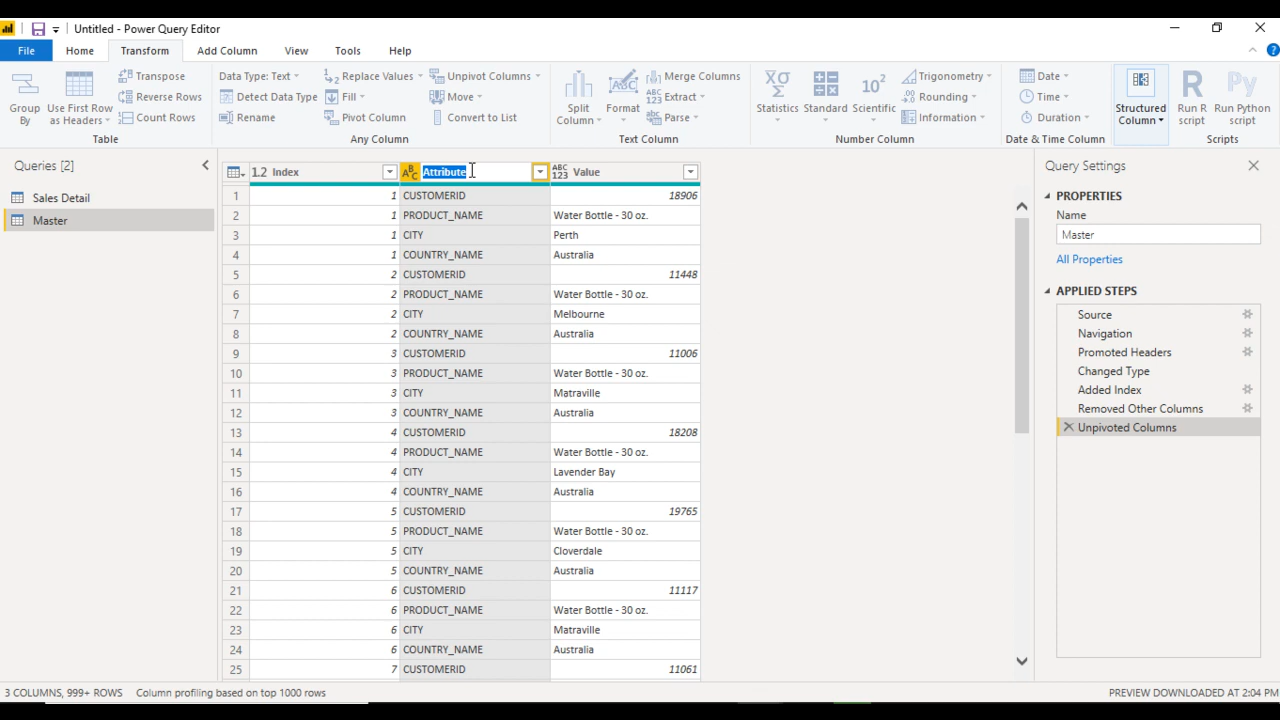 Untitled - Power Query Editor
File Home Transform Add Column View Tools Help
Group By
Use First Row as Headers
Transpose
Reverse Rows
Count Rows
Table
Data Type: Text
Detect Data Type
Rename
Replace Values
Fill
Pivot Column
Unpivot Columns
Move
Convert to List
Any Column
Split Column
Format
Merge Columns
Extract
Parse
Text Column
Statistics
Standard
Scientific
Trigonometry
Rounding
Information
Number Column
Date
Time
Duration
Date & Time Column
Structured Column
Run R script
Run Python script
Scripts
Queries [2]
Sales Detail
Master
1.2 Index ABC Attribute ABC 123 Value
1 1 CUSTOMERID 18906
2 1 PRODUCT_NAME Water Bottle - 30 oz.
3 1 CITY Perth
4 1 COUNTRY_NAME Australia
5 2 CUSTOMERID 11448
6 2 PRODUCT_NAME Water Bottle - 30 oz.
7 2 CITY Melbourne
8 2 COUNTRY_NAME Australia
9 3 CUSTOMERID 11006
10 3 PRODUCT_NAME Water Bottle - 30 oz.
11 3 CITY Matraville
12 3 COUNTRY_NAME Australia
13 4 CUSTOMERID 18208
14 4 PRODUCT_NAME Water Bottle - 30 oz.
15 4 CITY Lavender Bay
16 4 COUNTRY_NAME Australia
17 5 CUSTOMERID 19765
18 5 PRODUCT_NAME Water Bottle - 30 oz.
19 5 CITY Cloverdale
20 5 COUNTRY_NAME Australia
21 6 CUSTOMERID 11117
22 6 PRODUCT_NAME Water Bottle - 30 oz.
23 6 CITY Matraville
24 6 COUNTRY_NAME Australia
25 7 CUSTOMERID 11061
Query Settings
PROPERTIES
Name
Master
All Properties
APPLIED STEPS
Source
Navigation
Promoted Headers
Changed Type
Added Index
Removed Other Columns
Unpivoted Columns
3 COLUMNS, 999+ ROWS Column profiling based on top 1000 rows
PREVIEW DOWNLOADED AT 2:04 PM